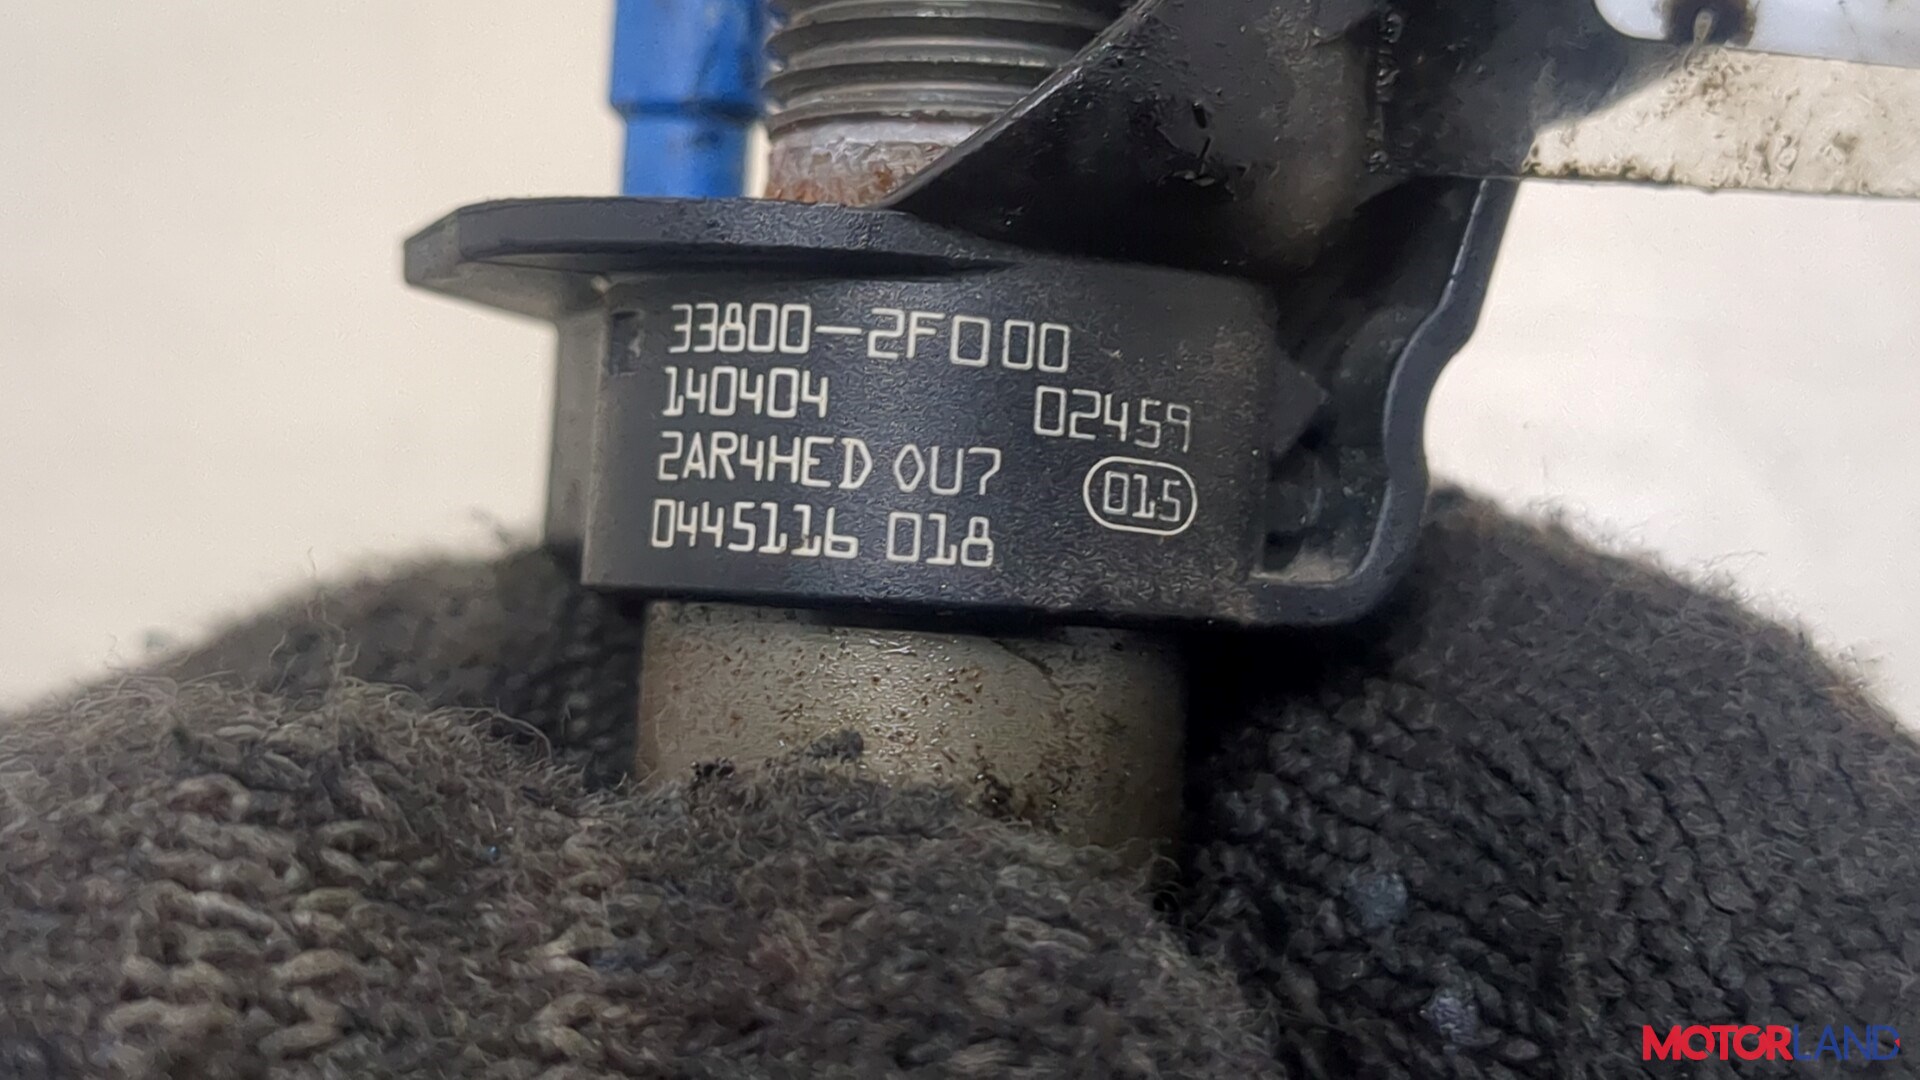 33800-2F000
140404 02459
2AR4HED 0U7 015
0445116 018
MOTORLAND